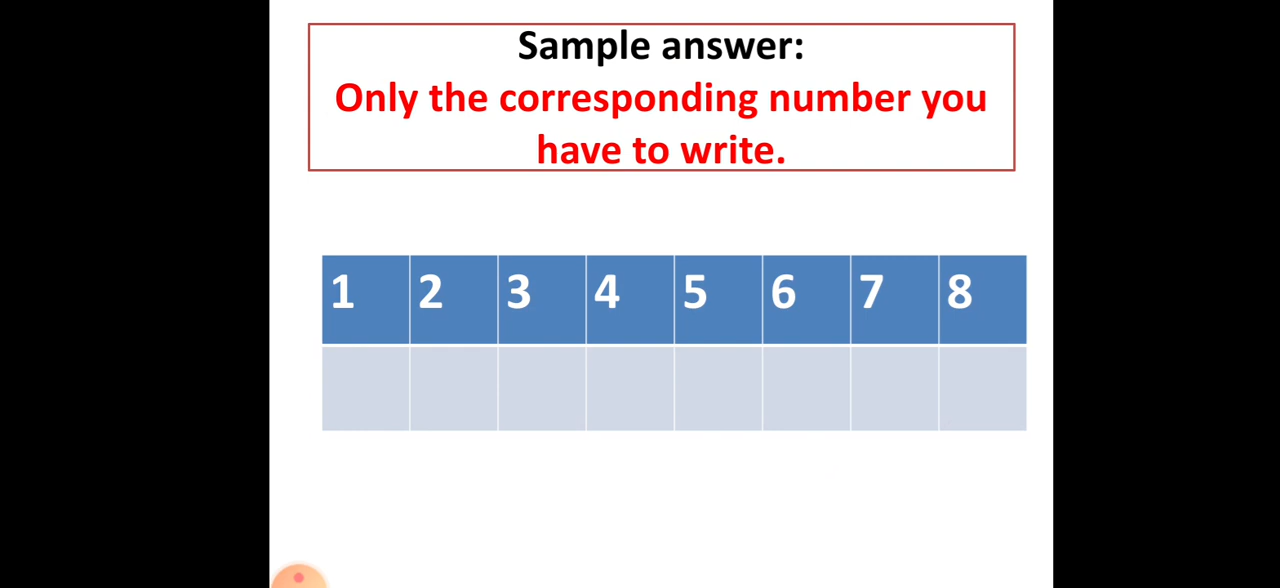 Sample answer:
Only the corresponding number you
have to write.
1 2 3 4 5 6 7 8